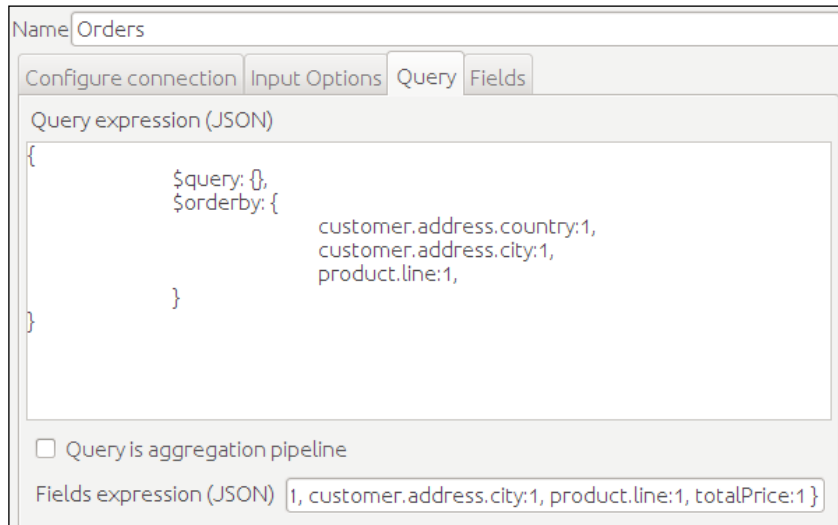 Name Orders
Configure connection Input Options Query Fields
Query expression (JSON)
{
$query: {},
$orderby: {
customer.address.country:1,
customer.address.city:1,
product.line:1,
}
}
Query is aggregation pipeline
Fields expression (JSON) 1, customer.address.city:1, product.line:1, totalPrice:1 }